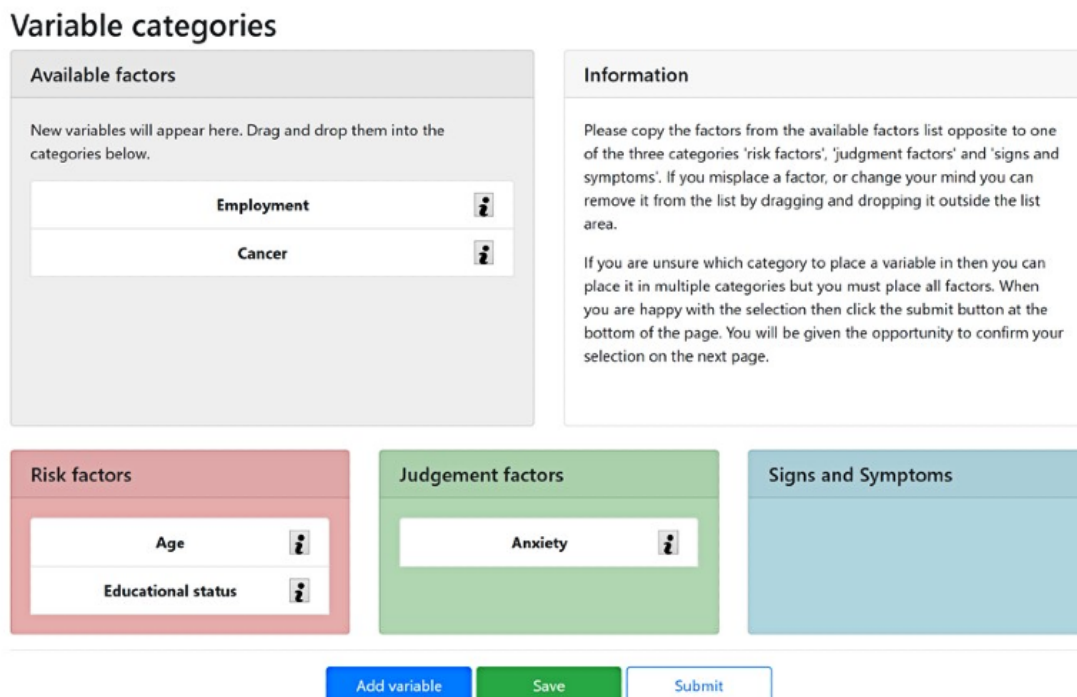 Variable categories
Available factors
New variables will appear here. Drag and drop them into the
categories below.
Employment
Cancer
Information
Please copy the factors from the available factors list opposite to one
of the three categories 'risk factors', 'judgment factors' and 'signs and
symptoms'. If you misplace a factor, or change your mind you can
remove it from the list by dragging and dropping it outside the list
area.
If you are unsure which category to place a variable in then you can
place it in multiple categories but you must place all factors. When
you are happy with the selection then click the submit button at the
bottom of the page. You will be given the opportunity to confirm your
selection on the next page.
Risk factors
Age
Educational status
Judgement factors
Anxiety
Signs and Symptoms
Add variable
Save
Submit